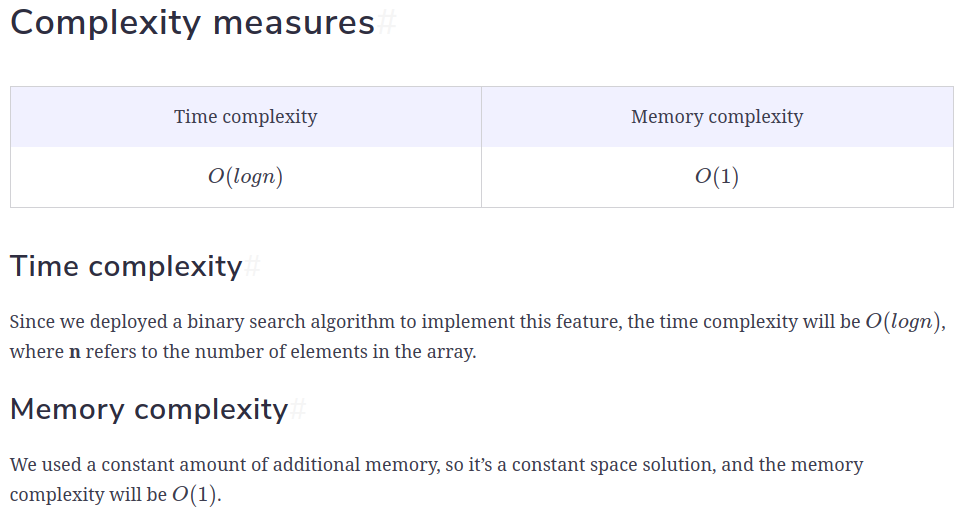 Complexity measures#
Time complexity Memory complexity
O(logn) O(1)
Time complexity#
Since we deployed a binary search algorithm to implement this feature, the time complexity will be O(logn),
where n refers to the number of elements in the array.
Memory complexity#
We used a constant amount of additional memory, so it’s a constant space solution, and the memory
complexity will be O(1).